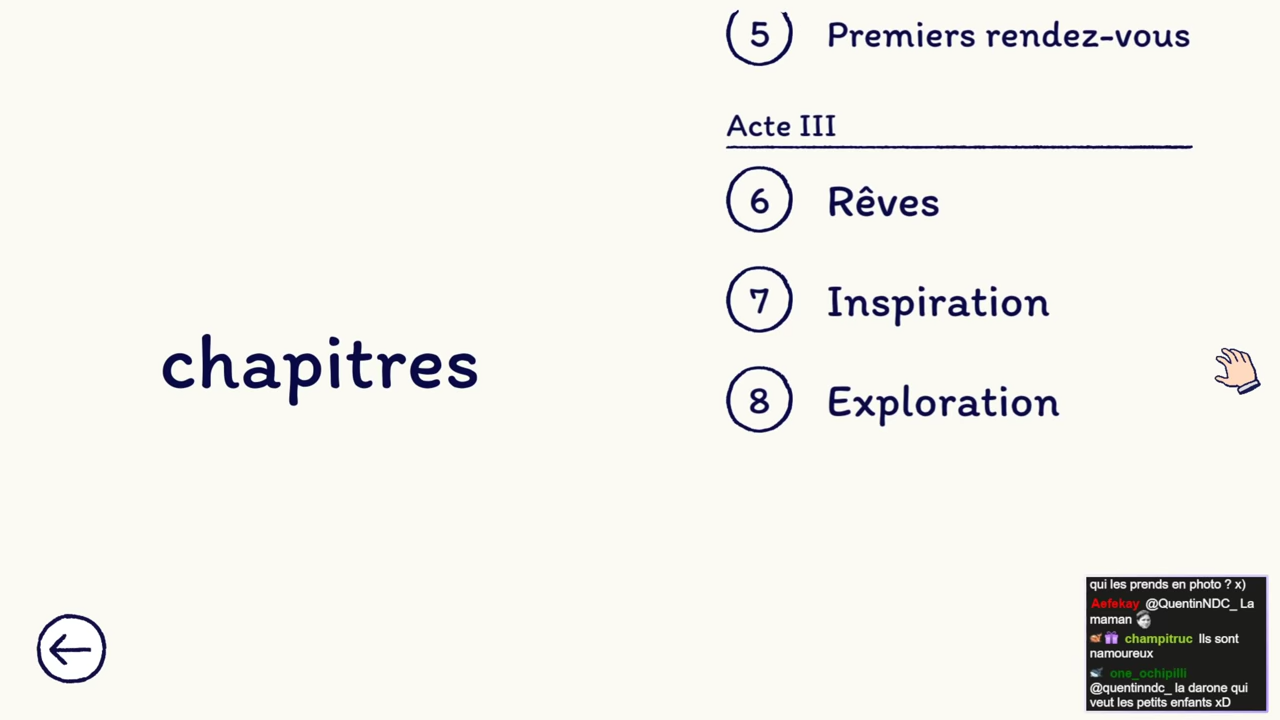 5 Premiers rendez-vous
Acte III
6 Rêves
7 Inspiration
8 Exploration
chapitres
qui les prends en photo ? x)
Aefekay @QuentinNDC_ La
maman
champitruc Ils sont
namoureux
one_ochipilli
@quentinndc_ la darone qui
veut les petits enfants xD